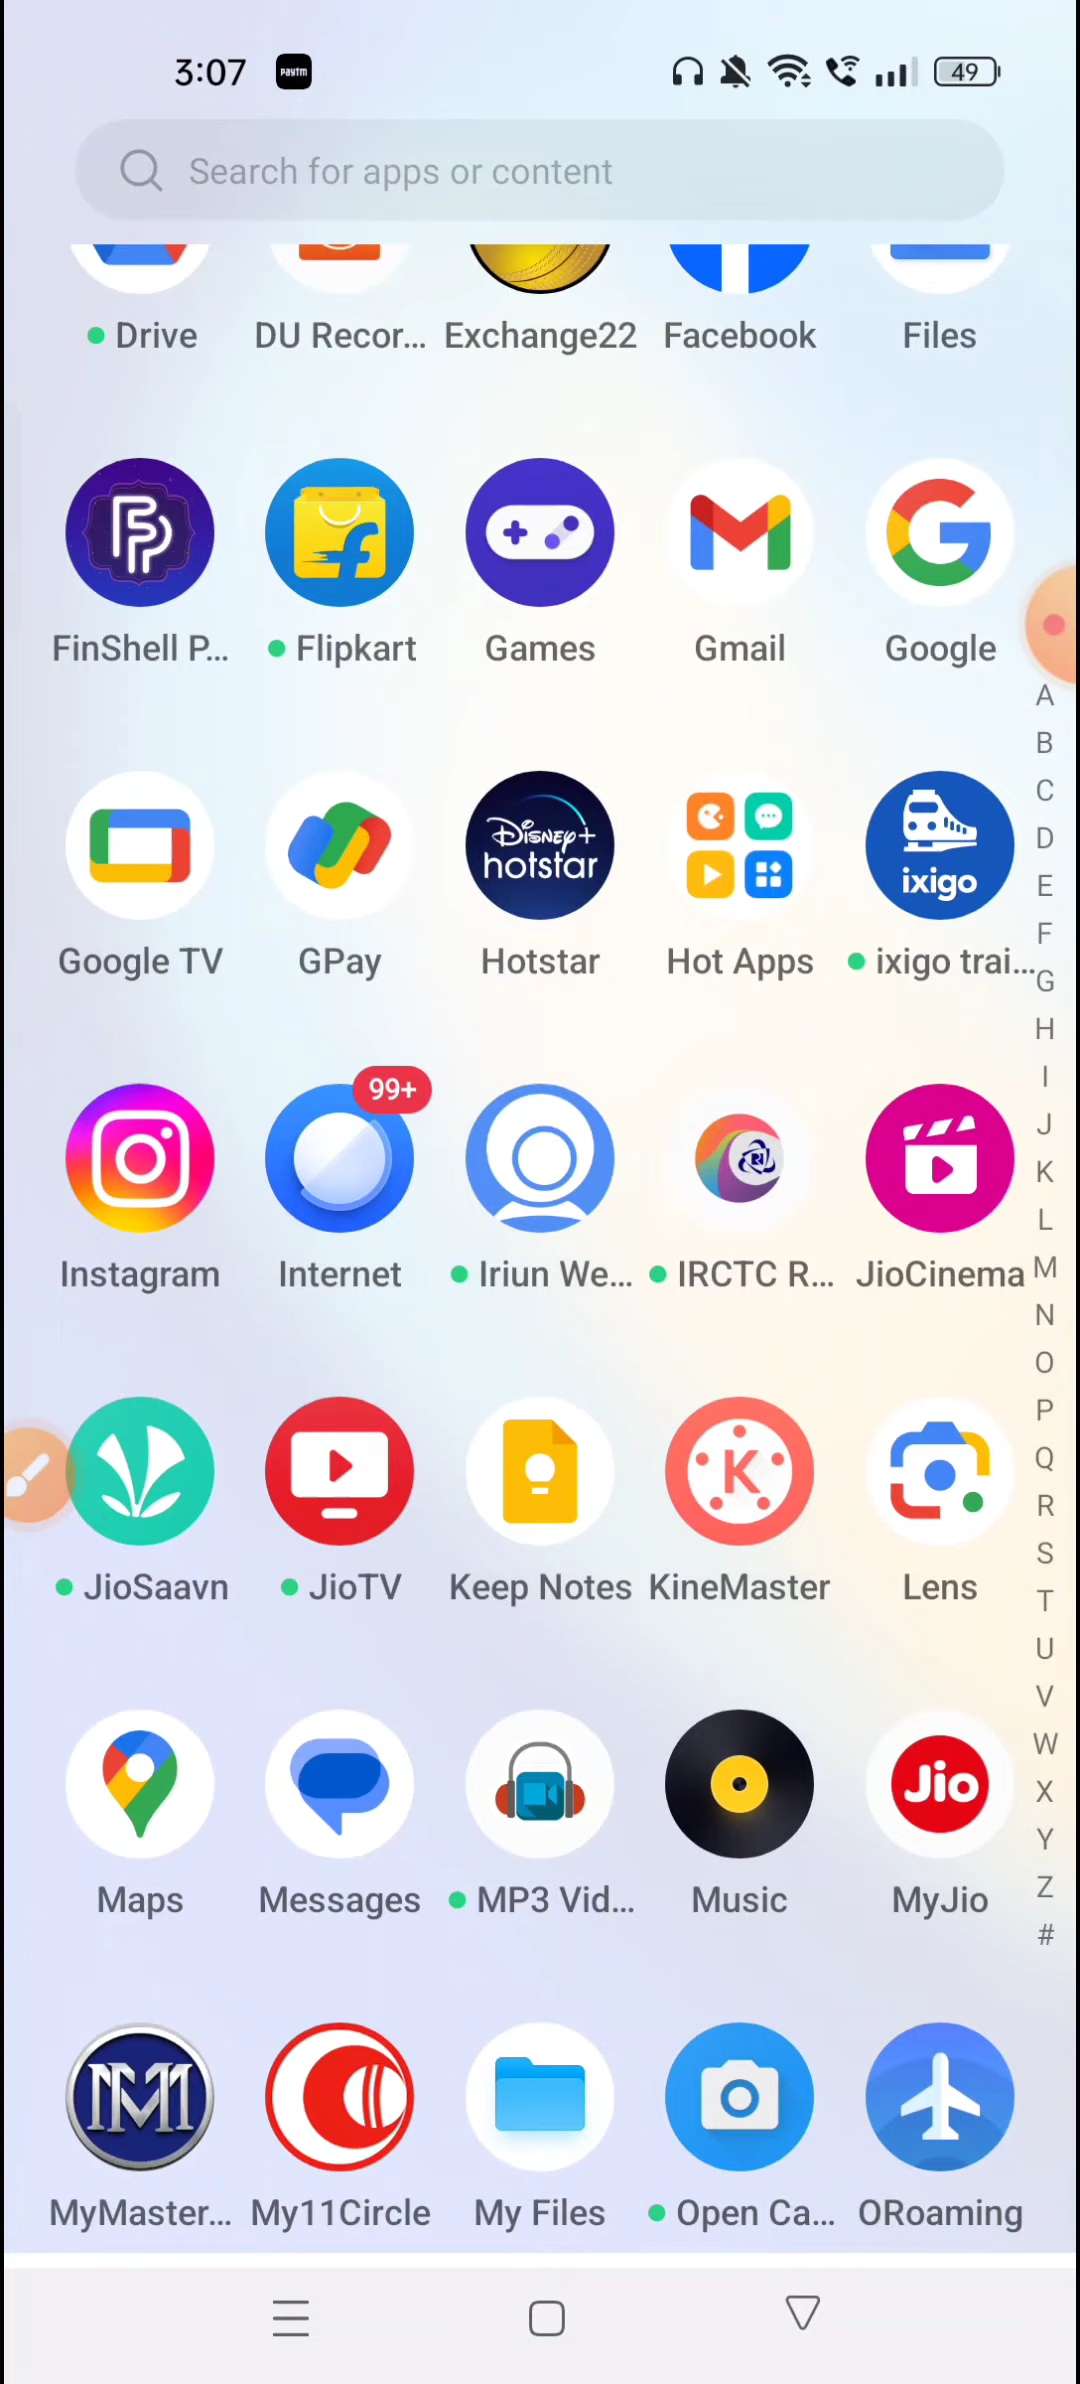 3:07 Paytm 49
Search for apps or content
Drive DU Recor... Exchange22 Facebook Files
FinShell P... Flipkart Games Gmail Google
A
B
C
D
E
F
G
H
I
J
K
L
M
N
O
P
Q
R
S
T
U
V
W
X
Y
Z
#
Disney+
hotstar
ixigo
Google TV GPay Hotstar Hot Apps ixigo trai...
99+
Instagram Internet Iriun We... IRCTC R... JioCinema
K
JioSaavn JioTV Keep Notes KineMaster Lens
Jio
Maps Messages MP3 Vid... Music MyJio
MyMaster... My11Circle My Files Open Ca... ORoaming